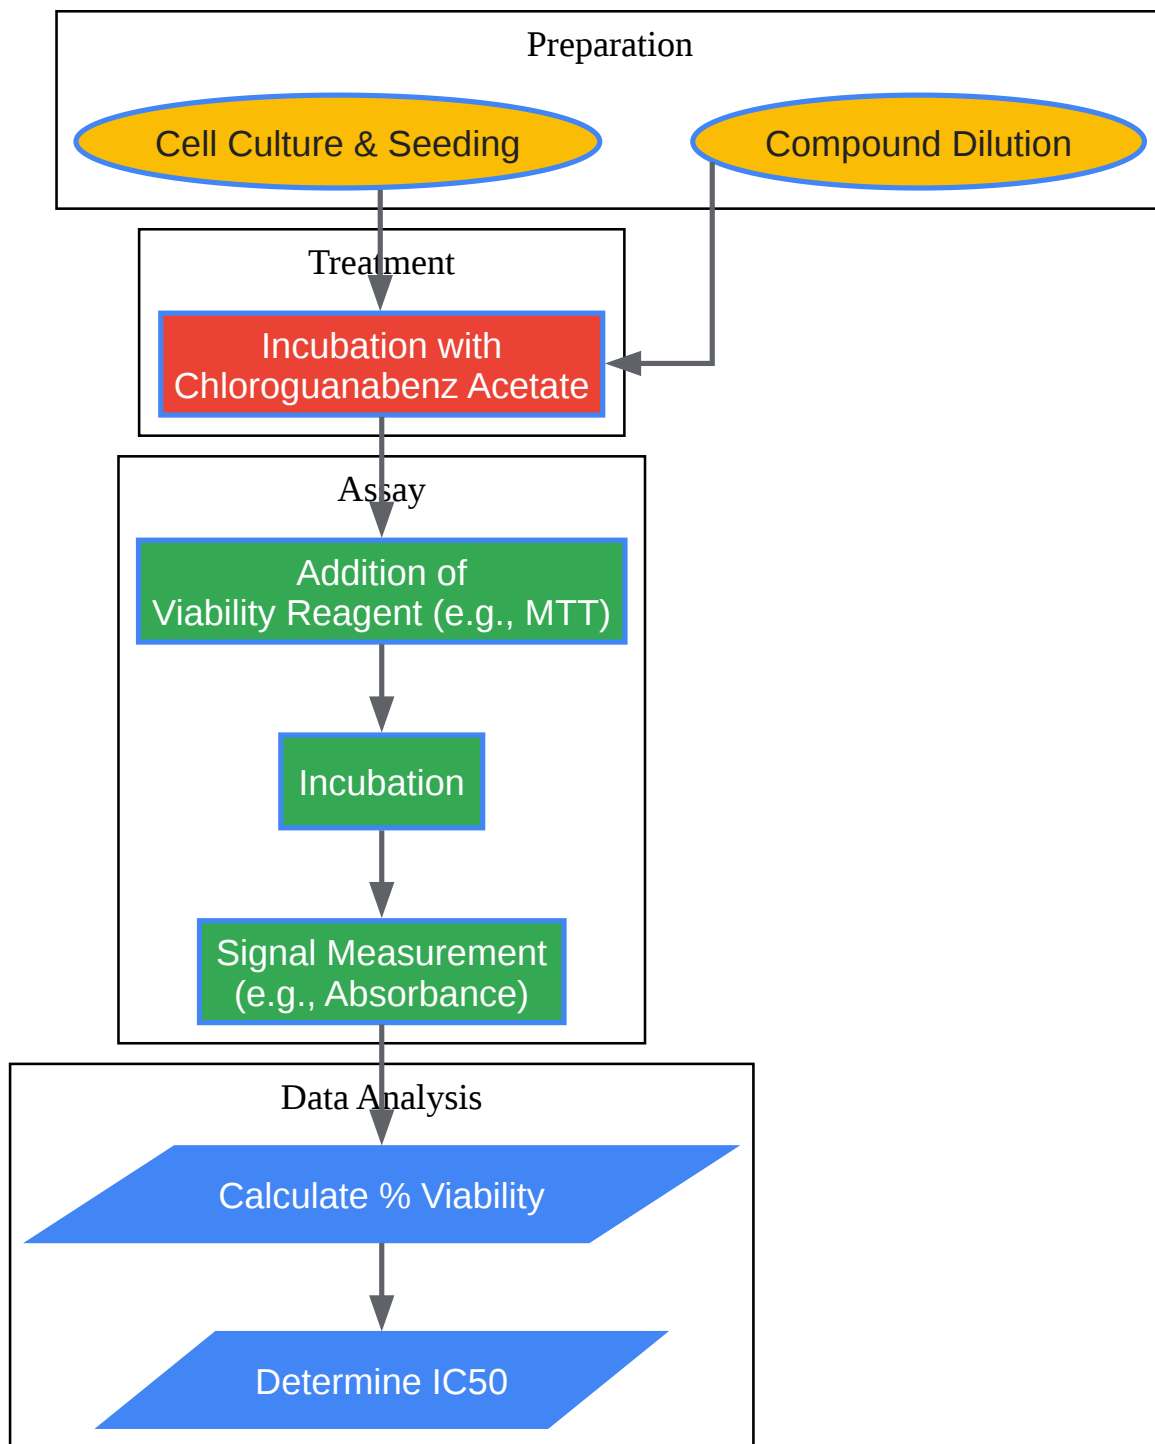 Preparation
Cell Culture & Seeding
Compound Dilution
Treatment
Incubation with
Chloroguanabenz Acetate
Assay
Addition of
Viability Reagent (e.g., MTT)
Incubation
Signal Measurement
(e.g., Absorbance)
Data Analysis
Calculate % Viability
Determine IC50